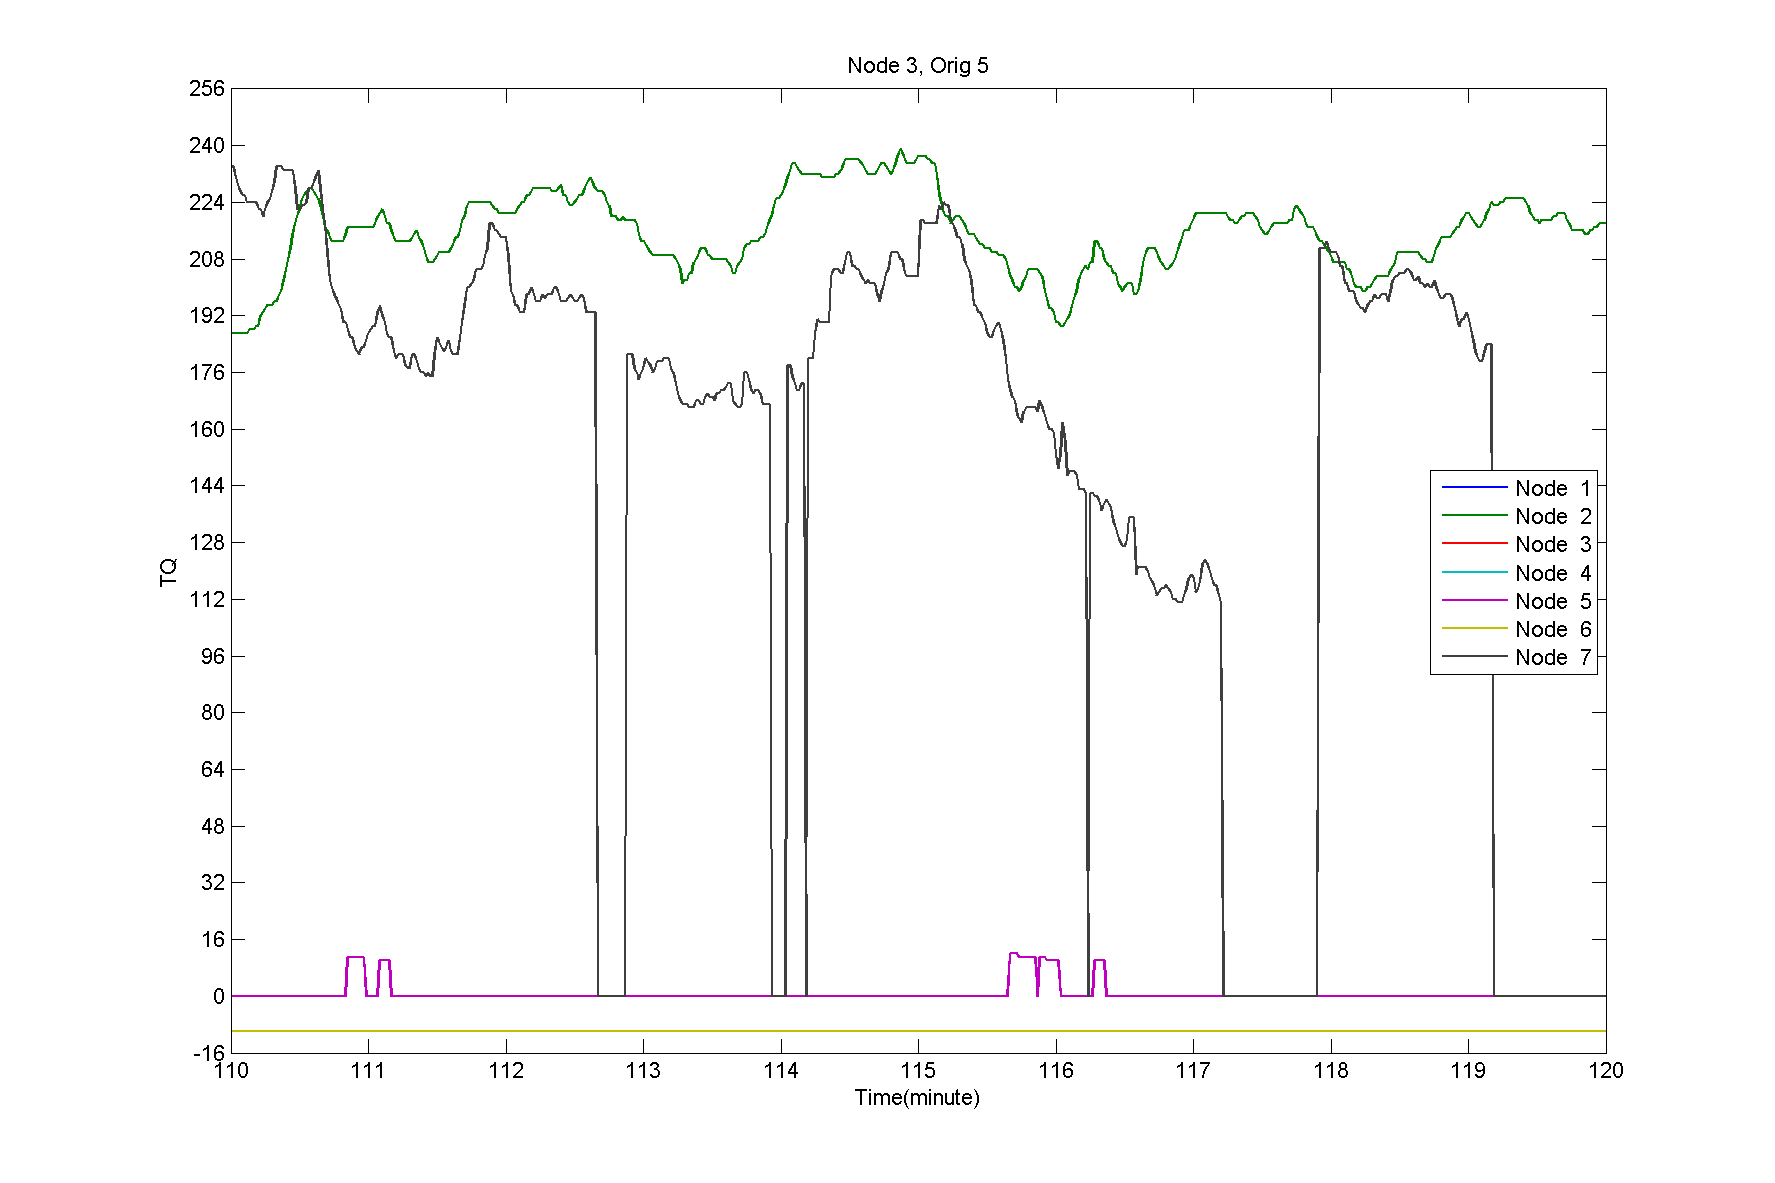 Node 3, Orig 5
256
240
224
208
192
176
160
144
128
112
96
80
64
48
32
16
0
-16
TQ
Node 1
Node 2
Node 3
Node 4
Node 5
Node 6
Node 7
110 111 112 113 114 115 116 117 118 119 120
Time(minute)